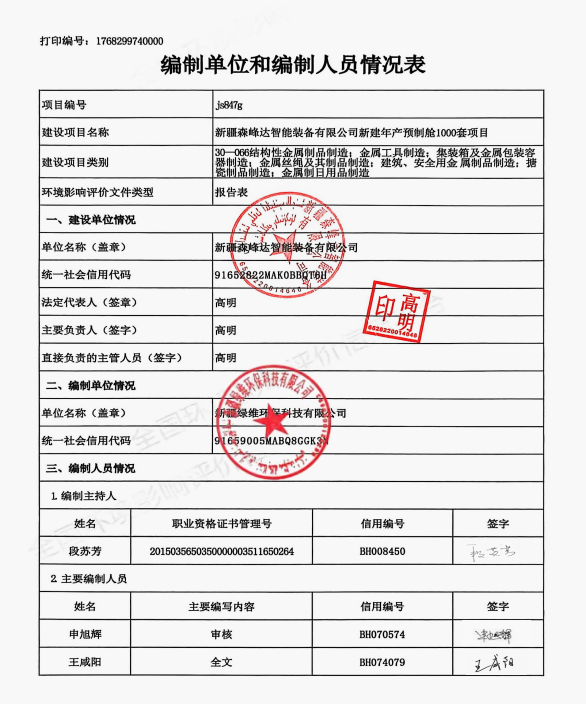 打印编号：1768299740000
编制单位和编制人员情况表
项目编号 js847g
建设项目名称 新疆森峰达智能装备有限公司新建年产预制舱1000套项目
建设项目类别 30—066结构性金属制品制造；金属工具制造；集装箱及金属包装容
器制造；金属丝绳及其制品制造；建筑、安全用金属制品制造；搪
瓷制品制造；金属制日用品制造
环境影响评价文件类型 报告表
一、建设单位情况
单位名称（盖章） 新疆森峰达智能装备有限公司
统一社会信用代码 91652822MAK0BBQT6H
法定代表人（签章） 高明
主要负责人（签字） 高明
直接负责的主管人员（签字） 高明
高明
印
6528220014648
二、编制单位情况
单位名称（盖章） 新疆绿维环保科技有限公司
统一社会信用代码 91659005MABQ8GGK3N
三、编制人员情况
1.编制主持人
姓名 职业资格证书管理号 信用编号 签字
段苏芳 2015035650350000003511650264 BH008450
2.主要编制人员
姓名 主要编写内容 信用编号 签字
申旭辉 审核 BH070574
王咸阳 全文 BH074079 王咸阳